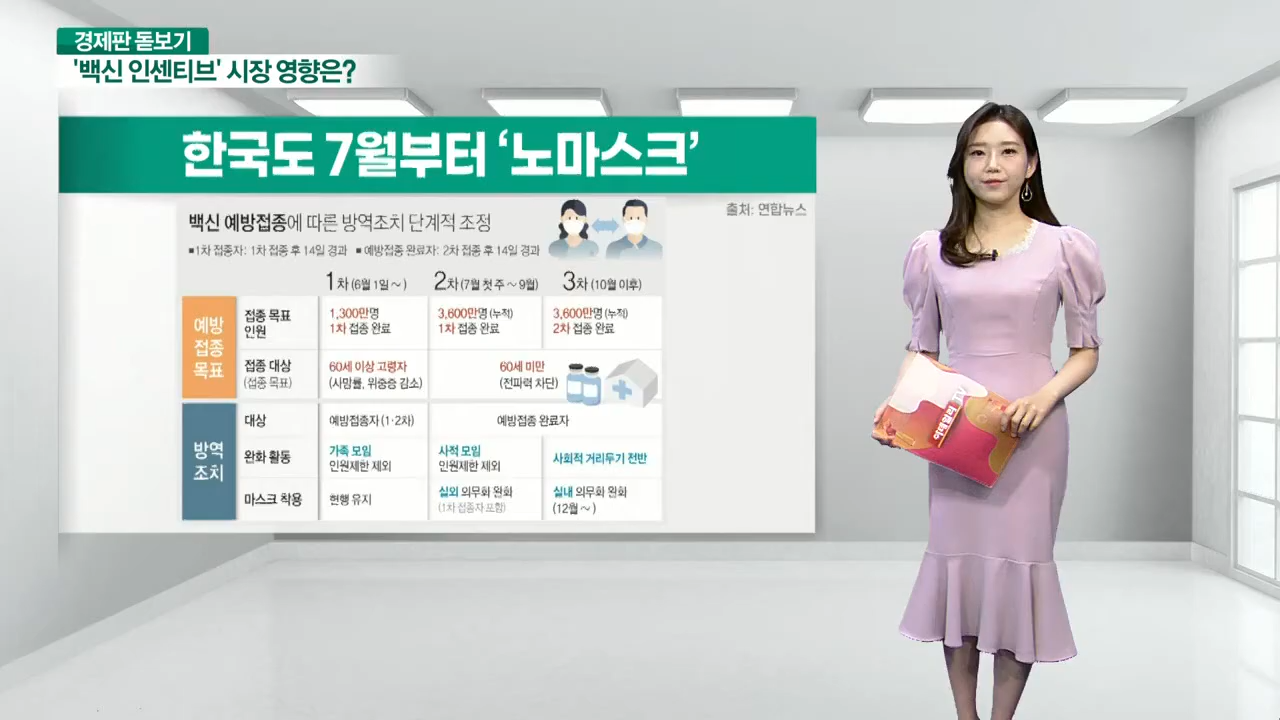 경제판 돋보기
'백신 인센티브' 시장 영향은?
한국도 7월부터 ‘노마스크’
출처: 연합뉴스
백신 예방접종에 따른 방역조치 단계적 조정
■1차 접종자: 1차 접종 후 14일 경과 ■예방접종 완료자: 2차 접종 후 14일 경과
1차 (6월 1일~) 2차 (7월 첫 주~9월) 3차 (10월 이후)
예방 접종 목표
접종 목표 인원
1,300만명
1차 접종 완료
3,600만명 (누적)
1차 접종 완료
3,600만명 (누적)
2차 접종 완료
접종 대상
(접종 목표)
60세 이상 고령자
(사망률, 위중증 감소)
60세 미만
(전파력 차단)
방역 조치
대상
예방접종자 (1·2차)
예방접종 완료자
완화 활동
가족 모임
인원제한 제외
사적 모임
인원제한 제외
사회적 거리두기 전반
마스크 착용
현행 유지
실외 의무화 완화
(1차 접종자 포함)
실내 의무화 완화
(12월~)
이데일리 TV